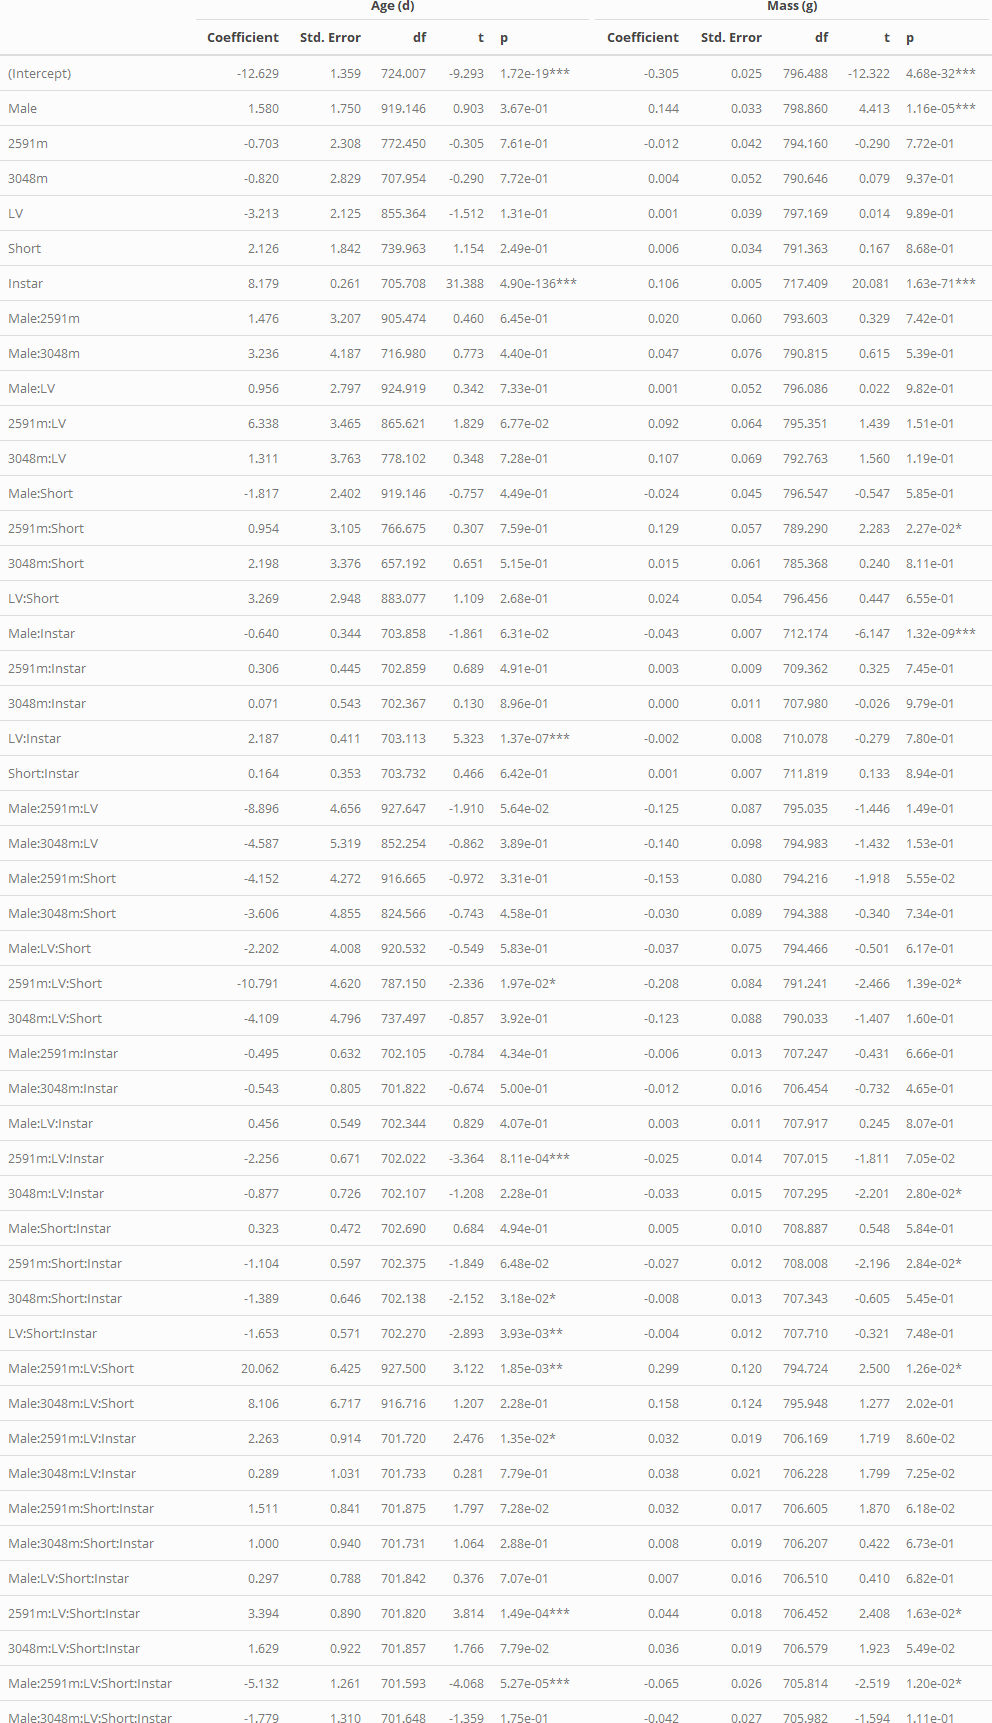 Age (d) Mass (g)
Coefficient Std. Error df t p Coefficient Std. Error df t p
(Intercept) -12.629 1.359 724.007 -9.293 1.72e-19*** -0.305 0.025 796.488 -12.322 4.68e-32***
Male 1.580 1.750 919.146 0.903 3.67e-01 0.144 0.033 798.860 4.413 1.16e-05***
2591m -0.703 2.308 772.450 -0.305 7.61e-01 -0.012 0.042 794.160 -0.290 7.72e-01
3048m -0.820 2.829 707.954 -0.290 7.72e-01 0.004 0.052 790.646 0.079 9.37e-01
LV -3.213 2.125 855.364 -1.512 1.31e-01 0.001 0.039 797.169 0.014 9.89e-01
Short 2.126 1.842 739.963 1.154 2.49e-01 0.006 0.034 791.363 0.167 8.68e-01
Instar 8.179 0.261 705.708 31.388 4.90e-136*** 0.106 0.005 717.409 20.081 1.63e-71***
Male:2591m 1.476 3.207 905.474 0.460 6.45e-01 0.020 0.060 793.603 0.329 7.42e-01
Male:3048m 3.236 4.187 716.980 0.773 4.40e-01 0.047 0.076 790.815 0.615 5.39e-01
Male:LV 0.956 2.797 924.919 0.342 7.33e-01 0.001 0.052 796.086 0.022 9.82e-01
2591m:LV 6.338 3.465 865.621 1.829 6.77e-02 0.092 0.064 795.351 1.439 1.51e-01
3048m:LV 1.311 3.763 778.102 0.348 7.28e-01 0.107 0.069 792.763 1.560 1.19e-01
Male:Short -1.817 2.402 919.146 -0.757 4.49e-01 -0.024 0.045 796.547 -0.547 5.85e-01
2591m:Short 0.954 3.105 766.675 0.307 7.59e-01 0.129 0.057 789.290 2.283 2.27e-02*
3048m:Short 2.198 3.376 657.192 0.651 5.15e-01 0.015 0.061 785.368 0.240 8.11e-01
LV:Short 3.269 2.948 883.077 1.109 2.68e-01 0.024 0.054 796.456 0.447 6.55e-01
Male:Instar -0.640 0.344 703.858 -1.861 6.31e-02 -0.043 0.007 712.174 -6.147 1.32e-09***
2591m:Instar 0.306 0.445 702.859 0.689 4.91e-01 0.003 0.009 709.362 0.325 7.45e-01
3048m:Instar 0.071 0.543 702.367 0.130 8.96e-01 0.000 0.011 707.980 -0.026 9.79e-01
LV:Instar 2.187 0.411 703.113 5.323 1.37e-07*** -0.002 0.008 710.078 -0.279 7.80e-01
Short:Instar 0.164 0.353 703.732 0.466 6.42e-01 0.001 0.007 711.819 0.133 8.94e-01
Male:2591m:LV -8.896 4.656 927.647 -1.910 5.64e-02 -0.125 0.087 795.035 -1.446 1.49e-01
Male:3048m:LV -4.587 5.319 852.254 -0.862 3.89e-01 -0.140 0.098 794.983 -1.432 1.53e-01
Male:2591m:Short -4.152 4.272 916.665 -0.972 3.31e-01 -0.153 0.080 794.216 -1.918 5.55e-02
Male:3048m:Short -3.606 4.855 824.566 -0.743 4.58e-01 -0.030 0.089 794.388 -0.340 7.34e-01
Male:LV:Short -2.202 4.008 920.532 -0.549 5.83e-01 -0.037 0.075 794.466 -0.501 6.17e-01
2591m:LV:Short -10.791 4.620 787.150 -2.336 1.97e-02* -0.208 0.084 791.241 -2.466 1.39e-02*
3048m:LV:Short -4.109 4.796 737.497 -0.857 3.92e-01 -0.123 0.088 790.033 -1.407 1.60e-01
Male:2591m:Instar -0.495 0.632 702.105 -0.784 4.34e-01 -0.006 0.013 707.247 -0.431 6.66e-01
Male:3048m:Instar -0.543 0.805 701.822 -0.674 5.00e-01 -0.012 0.016 706.454 -0.732 4.65e-01
Male:LV:Instar 0.456 0.549 702.344 0.829 4.07e-01 0.003 0.011 707.917 0.245 8.07e-01
2591m:LV:Instar -2.256 0.671 702.022 -3.364 8.11e-04*** -0.025 0.014 707.015 -1.811 7.05e-02
3048m:LV:Instar -0.877 0.726 702.107 -1.208 2.28e-01 -0.033 0.015 707.295 -2.201 2.80e-02*
Male:Short:Instar 0.323 0.472 702.690 0.684 4.94e-01 0.005 0.010 708.887 0.548 5.84e-01
2591m:Short:Instar -1.104 0.597 702.375 -1.849 6.48e-02 -0.027 0.012 708.008 -2.196 2.84e-02*
3048m:Short:Instar -1.389 0.646 702.138 -2.152 3.18e-02* -0.008 0.013 707.343 -0.605 5.45e-01
LV:Short:Instar -1.653 0.571 702.270 -2.893 3.93e-03** -0.004 0.012 707.710 -0.321 7.48e-01
Male:2591m:LV:Short 20.062 6.425 927.500 3.122 1.85e-03** 0.299 0.120 794.724 2.500 1.26e-02*
Male:3048m:LV:Short 8.106 6.717 916.716 1.207 2.28e-01 0.158 0.124 795.948 1.277 2.02e-01
Male:2591m:LV:Instar 2.263 0.914 701.720 2.476 1.35e-02* 0.032 0.019 706.169 1.719 8.60e-02
Male:3048m:LV:Instar 0.289 1.031 701.733 0.281 7.79e-01 0.038 0.021 706.228 1.799 7.25e-02
Male:2591m:Short:Instar 1.511 0.841 701.875 1.797 7.28e-02 0.032 0.017 706.605 1.870 6.18e-02
Male:3048m:Short:Instar 1.000 0.940 701.731 1.064 2.88e-01 0.008 0.019 706.207 0.422 6.73e-01
Male:LV:Short:Instar 0.297 0.788 701.842 0.376 7.07e-01 0.007 0.016 706.510 0.410 6.82e-01
2591m:LV:Short:Instar 3.394 0.890 701.820 3.814 1.49e-04*** 0.044 0.018 706.452 2.408 1.63e-02*
3048m:LV:Short:Instar 1.629 0.922 701.857 1.766 7.79e-02 0.036 0.019 706.579 1.923 5.49e-02
Male:2591m:LV:Short:Instar -5.132 1.261 701.593 -4.068 5.27e-05*** -0.065 0.026 705.814 -2.519 1.20e-02*
Male:3048m:LV:Short:Instar -1.779 1.310 701.648 -1.359 1.75e-01 -0.042 0.027 705.982 -1.594 1.11e-01